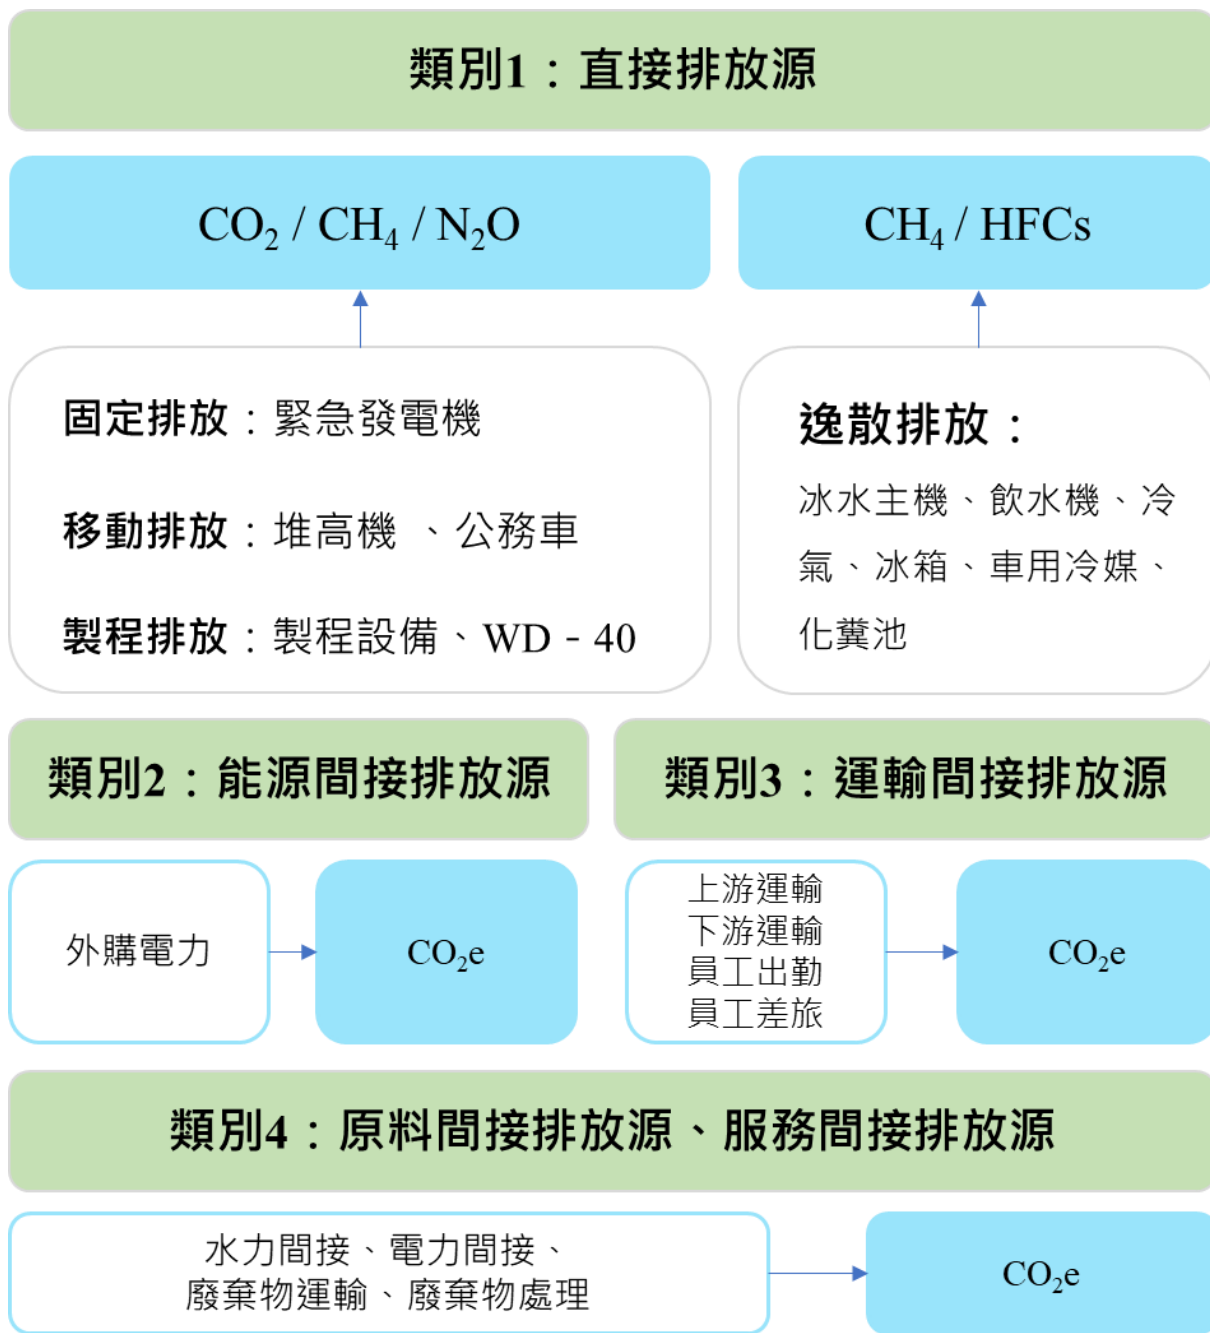 類別1：直接排放源
CO₂ / CH₄ / N₂O
CH₄ / HFCs
固定排放：緊急發電機
移動排放：堆高機 、公務車
製程排放：製程設備、WD - 40
逸散排放：
冰水主機、飲水機、冷
氣、冰箱、車用冷媒、
化糞池
類別2：能源間接排放源
外購電力
CO₂e
類別3：運輸間接排放源
上游運輸
下游運輸
員工出勤
員工差旅
CO₂e
類別4：原料間接排放源、服務間接排放源
水力間接、電力間接、
廢棄物運輸、廢棄物處理
CO₂e